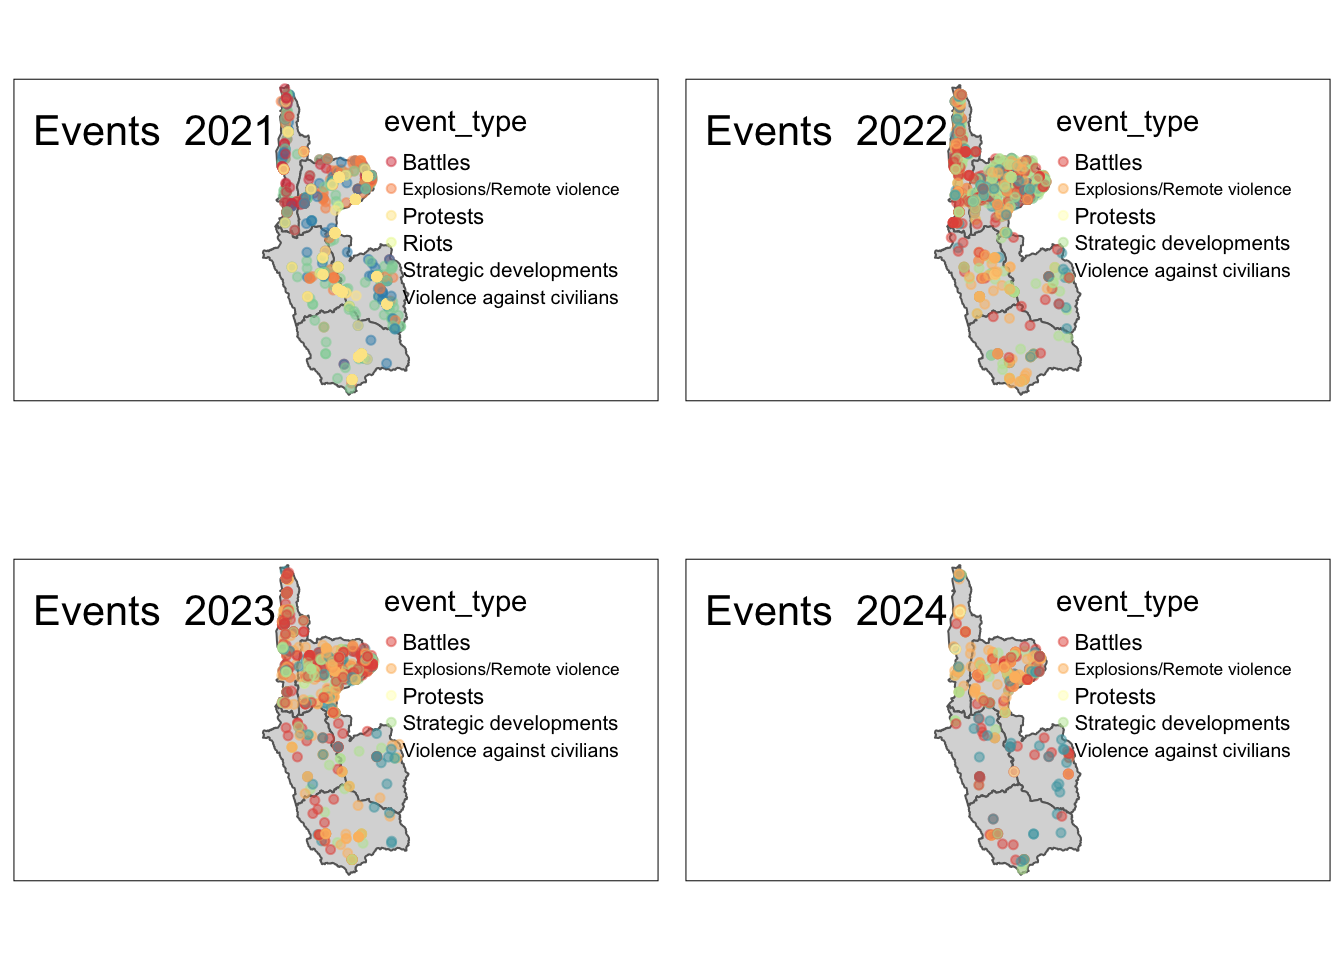 Events  2021
event_type
Battles
Explosions/Remote violence
Protests
Riots
Strategic developments
Violence against civilians
Events  2022
event_type
Battles
Explosions/Remote violence
Protests
Strategic developments
Violence against civilians
Events  2023
event_type
Battles
Explosions/Remote violence
Protests
Strategic developments
Violence against civilians
Events  2024
event_type
Battles
Explosions/Remote violence
Protests
Strategic developments
Violence against civilians